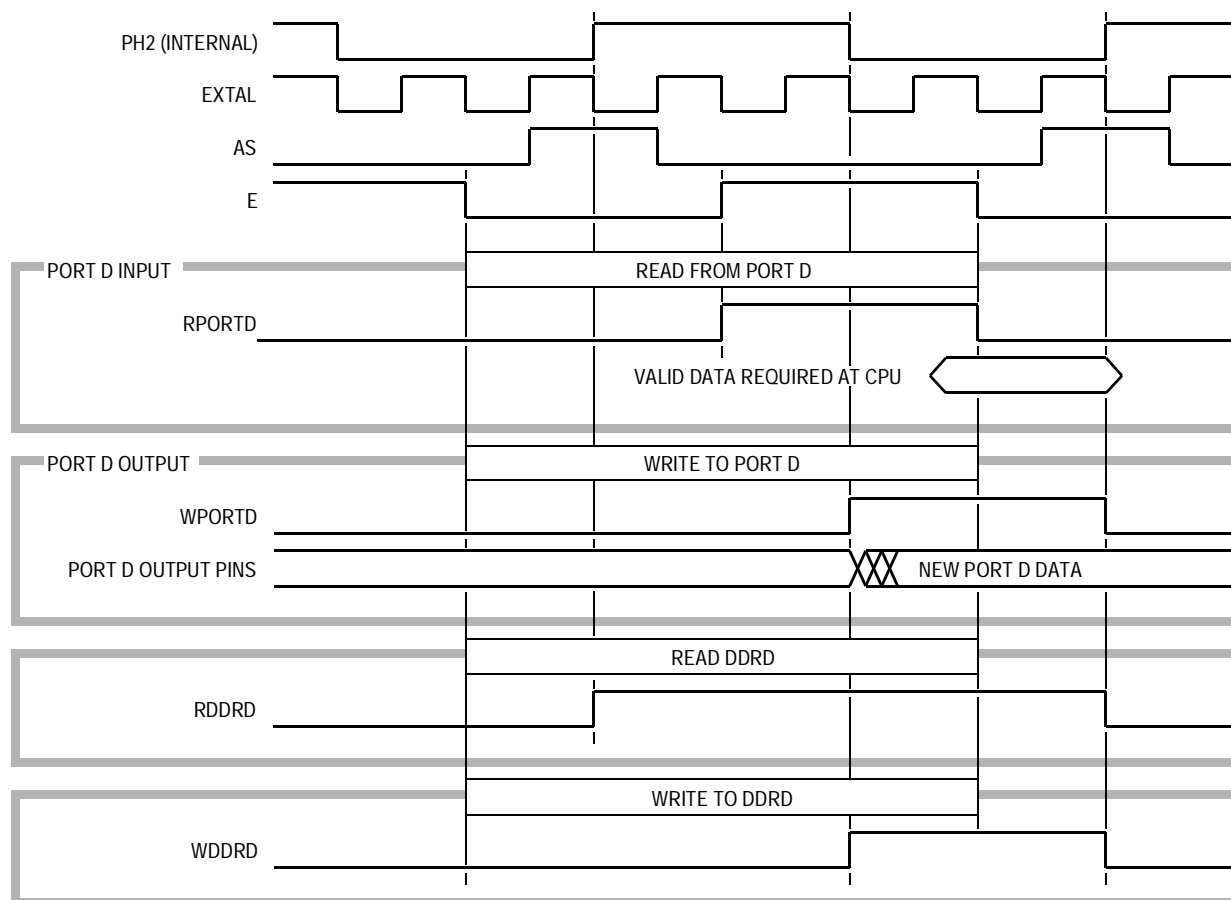 PH2 (INTERNAL)
EXTAL
AS
E
PORT D INPUT
READ FROM PORT D
RPORTD
VALID DATA REQUIRED AT CPU
PORT D OUTPUT
WRITE TO PORT D
WPORTD
PORT D OUTPUT PINS
NEW PORT D DATA
READ DDRD
RDDRD
WRITE TO DDRD
WDDRD